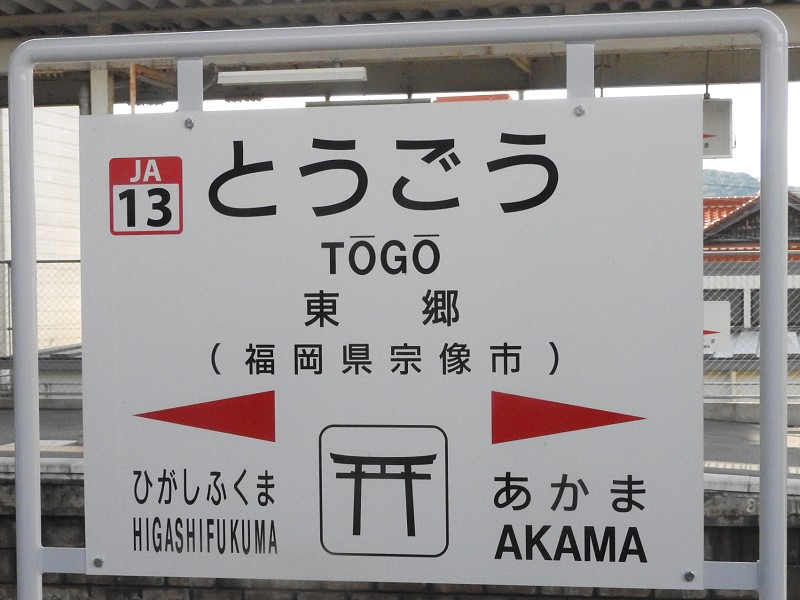 JA
13
とうごう
TŌGŌ
東 郷
（福岡県宗像市）
ひがしふくま
HIGASHIFUKUMA
あかま
AKAMA